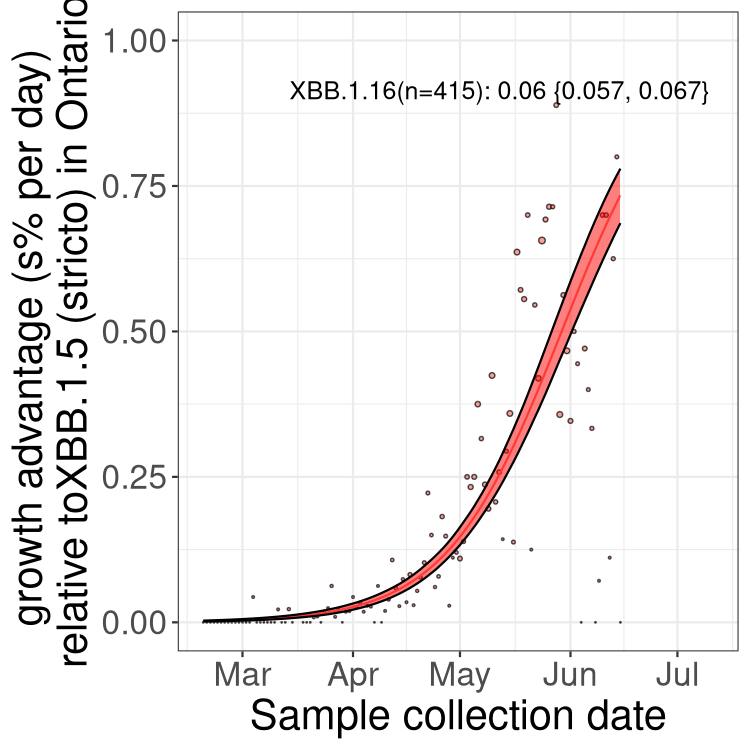 growth advantage (s% per day)
relative toXBB.1.5 (stricto) in Ontario
1.00
0.75
0.50
0.25
0.00
XBB.1.16(n=415): 0.06 {0.057, 0.067}
Mar Apr May Jun Jul
Sample collection date